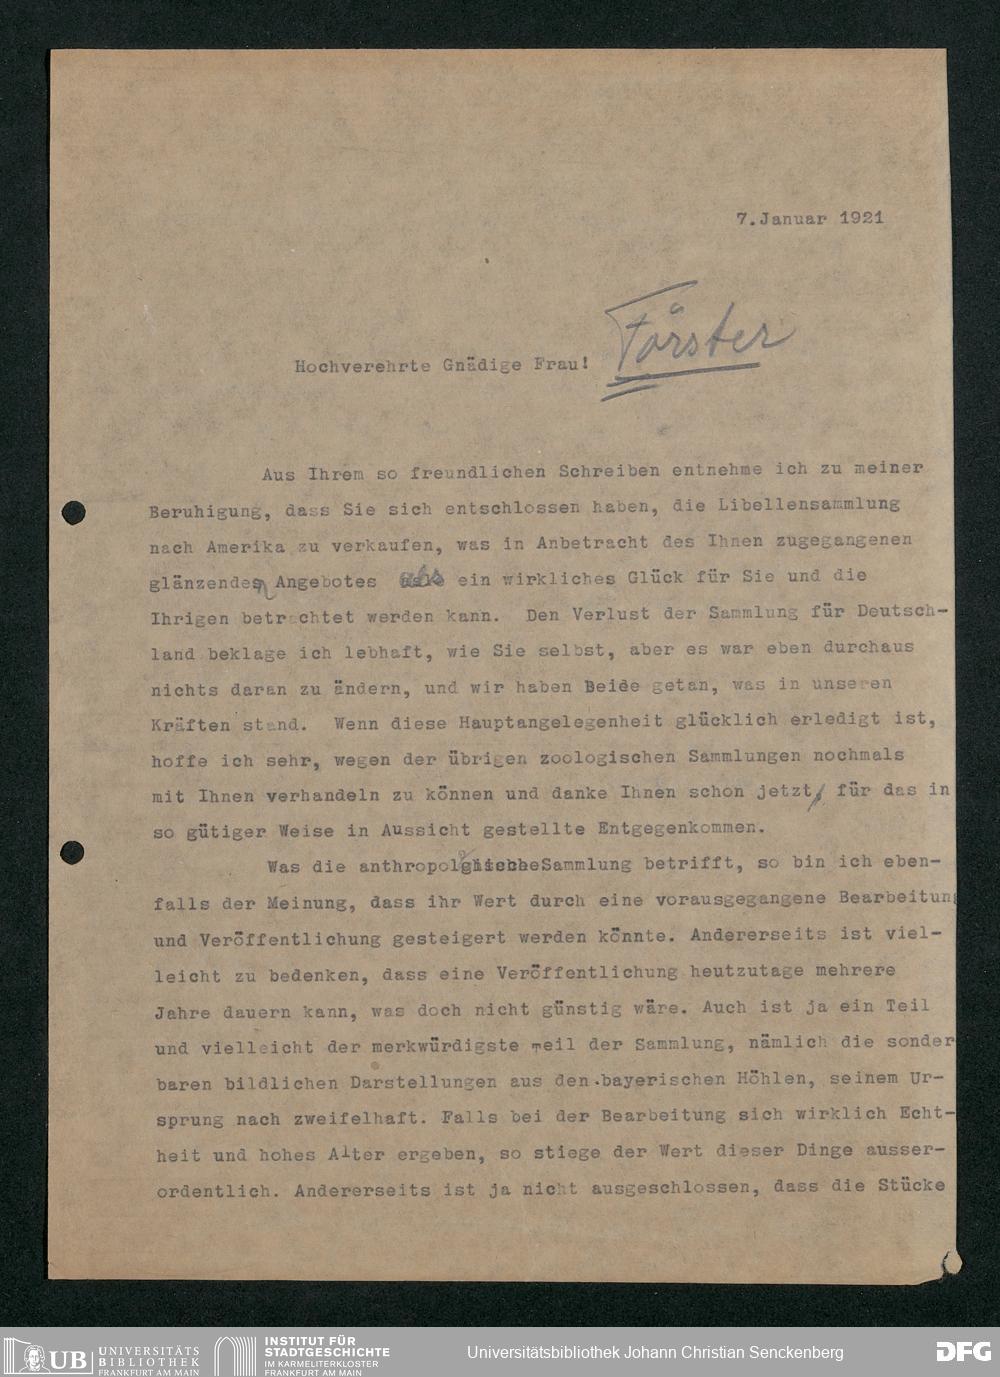 7.Januar 1921
Förster
Hochverehrte Gnädige Frau!
Aus Ihrem so freundlichen Schreiben entnehme ich zu meiner
Beruhigung, dass Sie sich entschlossen haben, die Libellensammlung
nach Amerika zu verkaufen, was in Anbetracht des Ihnen zugegangenen
glänzenden Angebotes als ein wirkliches Glück für Sie und die
Ihrigen betrachtet werden kann. Den Verlust der Sammlung für Deutsch-
land beklage ich lebhaft, wie Sie selbst, aber es war eben durchaus
nichts daran zu ändern, und wir haben Beide getan, was in unseren
Kräften stand. Wenn diese Hauptangelegenheit glücklich erledigt ist,
hoffe ich sehr, wegen der übrigen zoologischen Sammlungen nochmals
mit Ihnen verhandeln zu können und danke Ihnen schon jetzt für das in
so gütiger Weise in Aussicht gestellte Entgegenkommen.
Was die anthropologische Sammlung betrifft, so bin ich eben-
falls der Meinung, dass ihr Wert durch eine vorausgegangene Bearbeitung
und Veröffentlichung gesteigert werden könnte. Andererseits ist viel-
leicht zu bedenken, dass eine Veröffentlichung heutzutage mehrere
Jahre dauern kann, was doch nicht günstig wäre. Auch ist ja ein Teil
und vielleicht der merkwürdigste Teil der Sammlung, nämlich die sonder
baren bildlichen Darstellungen aus den bayerischen Höhlen, seinem Ur-
sprung nach zweifelhaft. Falls bei der Bearbeitung sich wirklich Echt-
heit und hohes Alter ergeben, so stiege der Wert dieser Dinge ausser-
ordentlich. Andererseits ist ja nicht ausgeschlossen, dass die Stücke
UB UNIVERSITÄTS
BIBLIOTHEK
FRANKFURT AM MAIN
INSTITUT FÜR
STADTGESCHICHTE
IM KARMELITERKLOSTER
FRANKFURT AM MAIN
Universitätsbibliothek Johann Christian Senckenberg
DFG